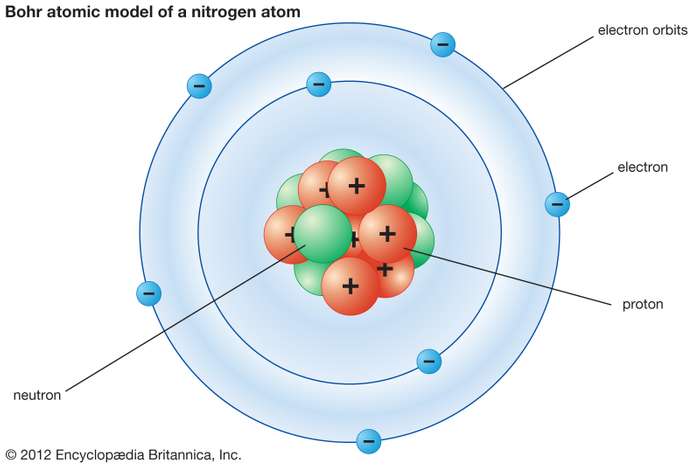 Bohr atomic model of a nitrogen atom
electron orbits
electron
proton
neutron
© 2012 Encyclopædia Britannica, Inc.